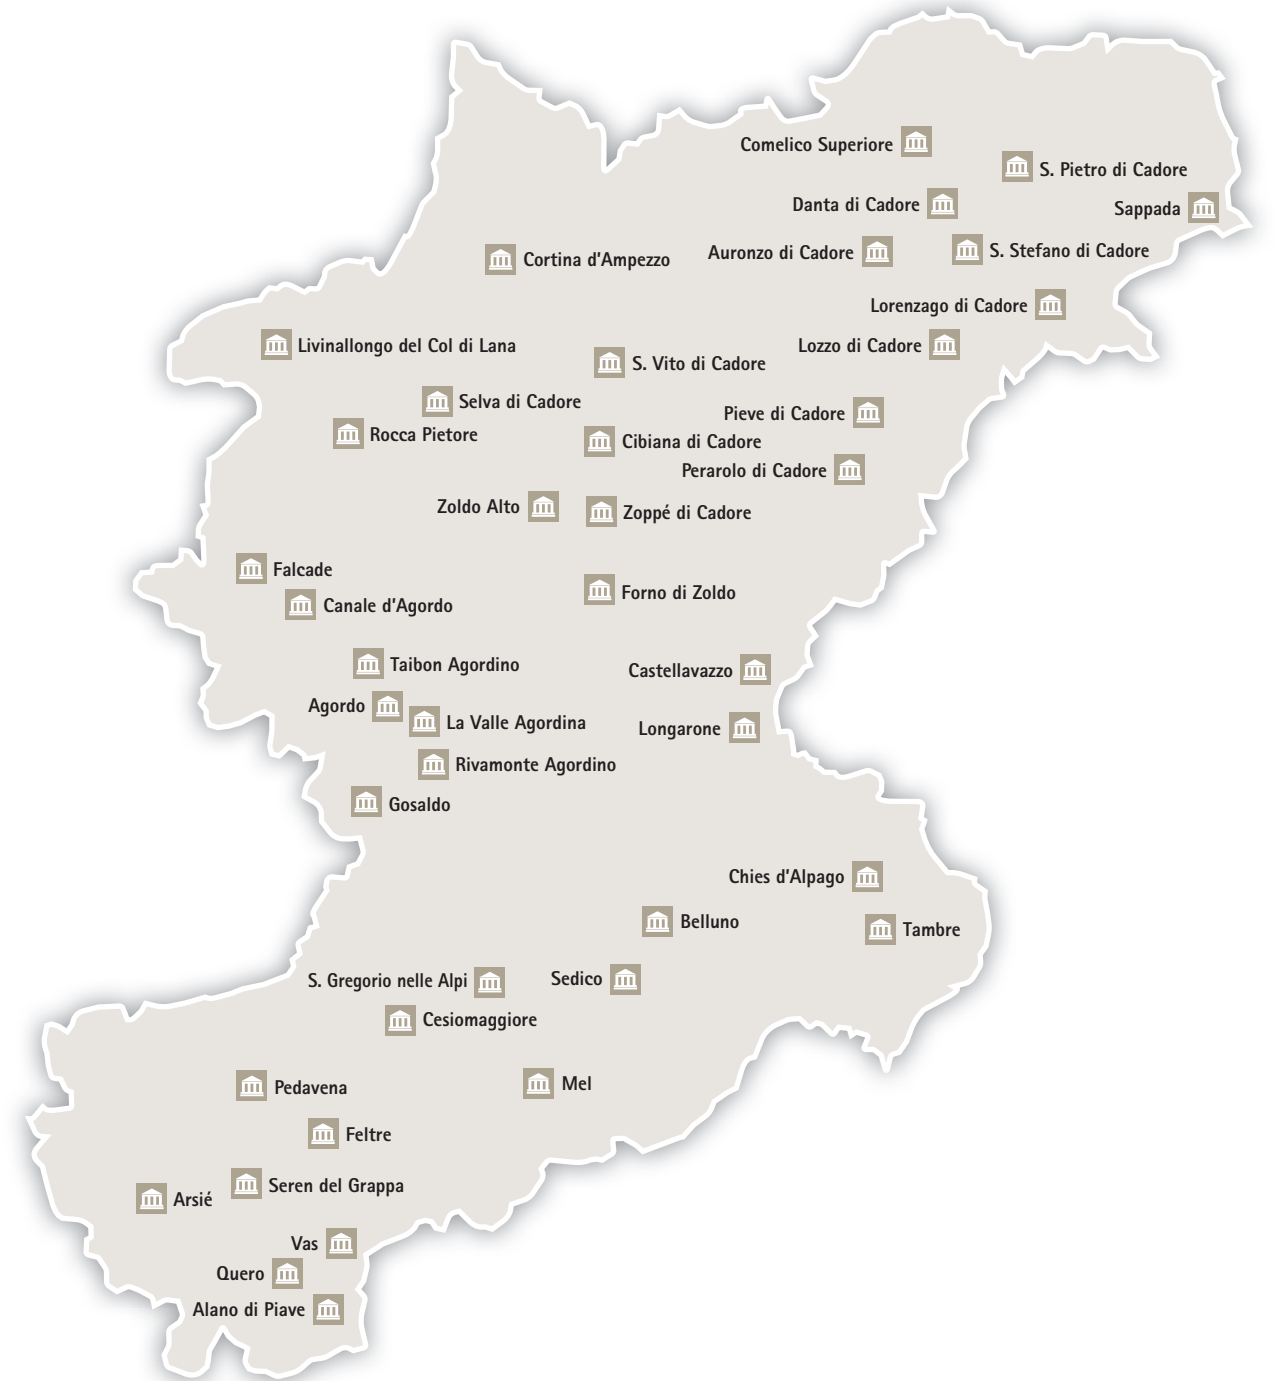 Comelico Superiore
S. Pietro di Cadore
Danta di Cadore
Sappada
Auronzo di Cadore
S. Stefano di Cadore
Cortina d'Ampezzo
Lorenzago di Cadore
Livinallongo del Col di Lana
Lozzo di Cadore
S. Vito di Cadore
Selva di Cadore
Pieve di Cadore
Rocca Pietore
Cibiana di Cadore
Perarolo di Cadore
Zoldo Alto
Zoppé di Cadore
Falcade
Forno di Zoldo
Canale d'Agordo
Taibon Agordino
Castellavazzo
Agordo
La Valle Agordina
Longarone
Rivamonte Agordino
Gosaldo
Chies d'Alpago
Belluno
Tambre
S. Gregorio nelle Alpi
Sedico
Cesiomaggiore
Pedavena
Mel
Feltre
Seren del Grappa
Arsié
Vas
Quero
Alano di Piave